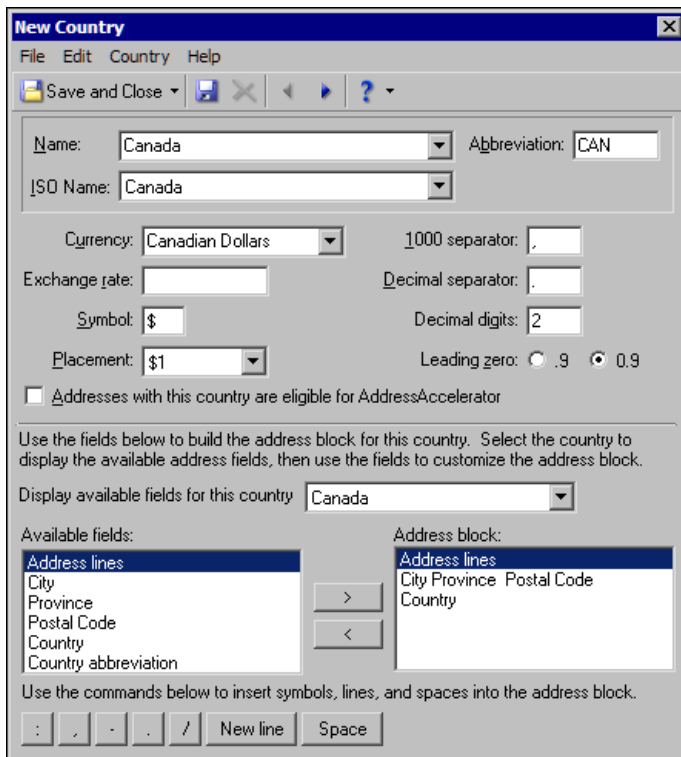 New Country
File Edit Country Help
Save and Close ?
Name: Canada Abbreviation: CAN
ISO Name: Canada
Currency: Canadian Dollars 1000 separator: ,
Exchange rate: Decimal separator: .
Symbol: $ Decimal digits: 2
Placement: $1 Leading zero: .9 0.9
Addresses with this country are eligible for AddressAccelerator
Use the fields below to build the address block for this country. Select the country to
display the available address fields, then use the fields to customize the address block.
Display available fields for this country Canada
Available fields: Address block:
Address lines Address lines
City City Province Postal Code
Province Country
Postal Code
Country
Country abbreviation
> 
<
Use the commands below to insert symbols, lines, and spaces into the address block.
: , - . / New line Space